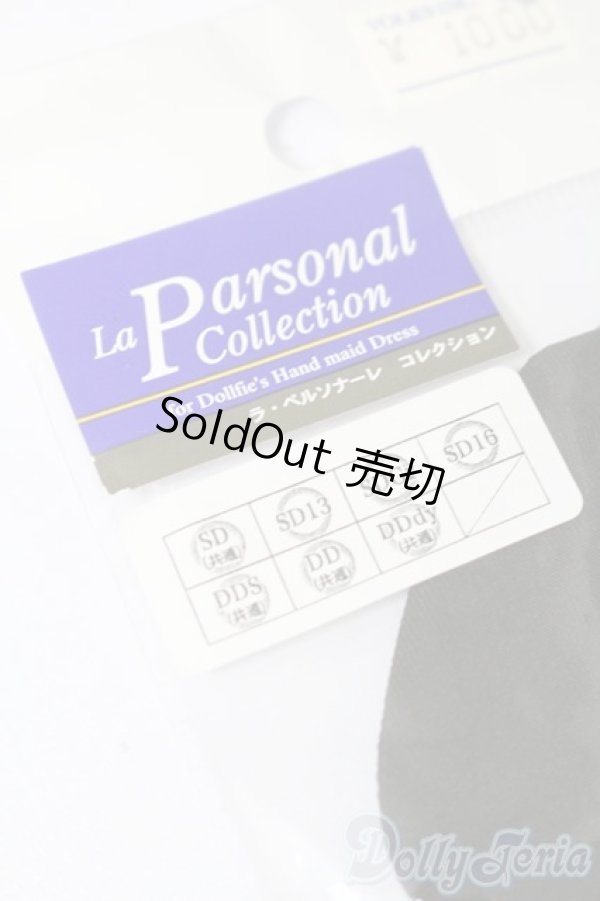 ¥ 1000
La Parsonal
Collection
for Dollfie's Hand maid Dress
ラ・ペルソナーレ コレクション
SoldOut 売切
SD
(共通)
SD13
SD16
DDS
(共通)
DD
(共通)
DDdy
(共通)
DollyTeria